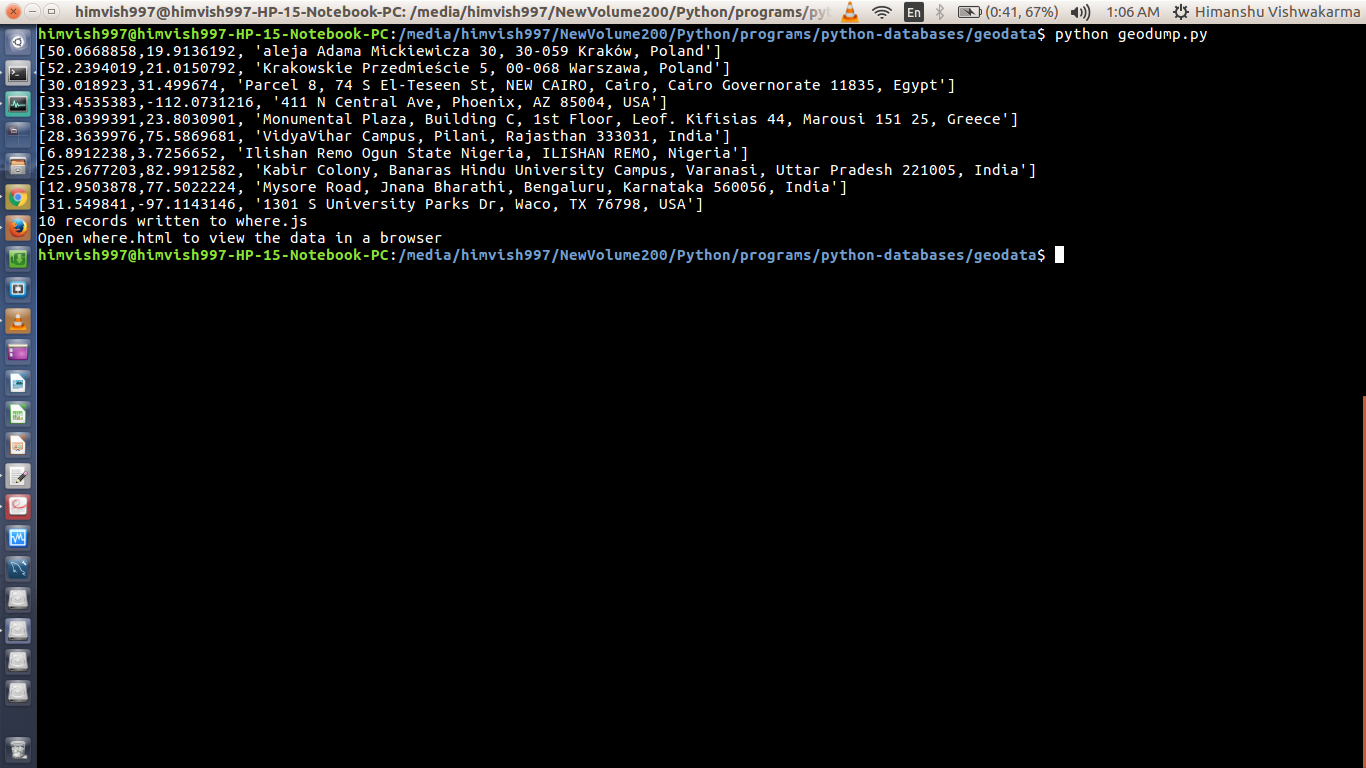 himvish997@himvish997-HP-15-Notebook-PC: /media/himvish997/NewVolume200/Python/programs/pyt En (0:41, 67%) 1:06 AM Himanshu Vishwakarma
himvish997@himvish997-HP-15-Notebook-PC:/media/himvish997/NewVolume200/Python/programs/python-databases/geodata$ python geodump.py
[50.0668858,19.9136192, 'aleja Adama Mickiewicza 30, 30-059 Kraków, Poland']
[52.2394019,21.0150792, 'Krakowskie Przedmieście 5, 00-068 Warszawa, Poland']
[30.018923,31.499674, 'Parcel 8, 74 S El-Teseen St, NEW CAIRO, Cairo, Cairo Governorate 11835, Egypt']
[33.4535383,-112.0731216, '411 N Central Ave, Phoenix, AZ 85004, USA']
[38.0399391,23.8030901, 'Monumental Plaza, Building C, 1st Floor, Leof. Kifisias 44, Marousi 151 25, Greece']
[28.3639976,75.5869681, 'VidyaVihar Campus, Pilani, Rajasthan 333031, India']
[6.8912238,3.7256652, 'Ilishan Remo Ogun State Nigeria, ILISHAN REMO, Nigeria']
[25.2677203,82.9912582, 'Kabir Colony, Banaras Hindu University Campus, Varanasi, Uttar Pradesh 221005, India']
[12.9503878,77.5022224, 'Mysore Road, Jnana Bharathi, Bengaluru, Karnataka 560056, India']
[31.549841,-97.1143146, '1301 S University Parks Dr, Waco, TX 76798, USA']
10 records written to where.js
Open where.html to view the data in a browser
himvish997@himvish997-HP-15-Notebook-PC:/media/himvish997/NewVolume200/Python/programs/python-databases/geodata$